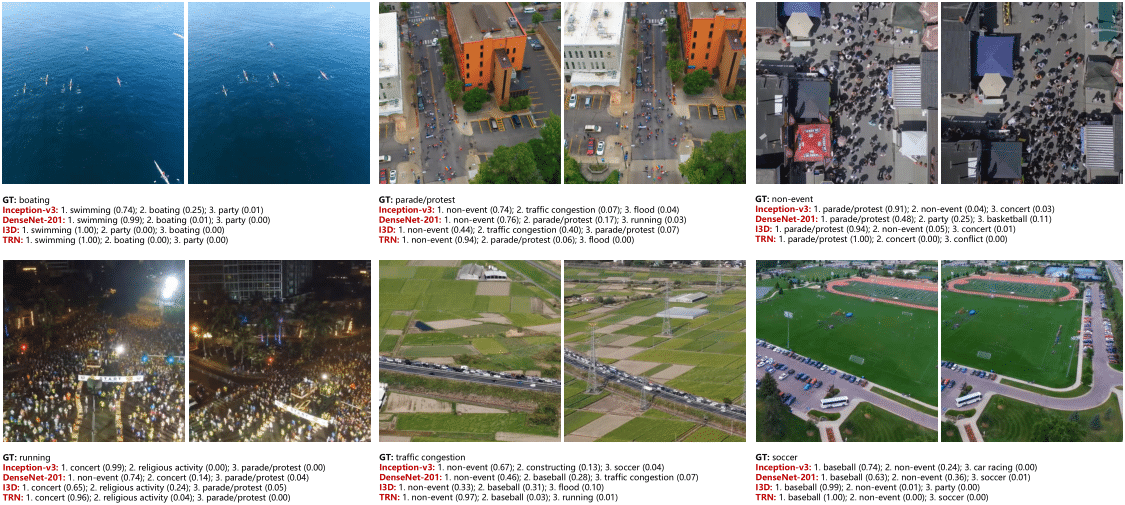 GT: boating
Inception-v3: 1. swimming (0.74); 2. boating (0.25); 3. party (0.01)
DenseNet-201: 1. swimming (0.99); 2. boating (0.01); 3. party (0.00)
I3D: 1. swimming (1.00); 2. party (0.00); 3. boating (0.00)
TRN: 1. swimming (1.00); 2. boating (0.00); 3. party (0.00)
GT: parade/protest
Inception-v3: 1. non-event (0.74); 2. traffic congestion (0.07); 3. flood (0.04)
DenseNet-201: 1. non-event (0.76); 2. parade/protest (0.17); 3. running (0.03)
I3D: 1. non-event (0.44); 2. traffic congestion (0.40); 3. parade/protest (0.07)
TRN: 1. non-event (0.94); 2. parade/protest (0.06); 3. flood (0.00)
GT: non-event
Inception-v3: 1. parade/protest (0.91); 2. non-event (0.04); 3. concert (0.03)
DenseNet-201: 1. parade/protest (0.48); 2. party (0.25); 3. basketball (0.11)
I3D: 1. parade/protest (0.94); 2. non-event (0.05); 3. concert (0.01)
TRN: 1. parade/protest (1.00); 2. concert (0.00); 3. conflict (0.00)
START
GT: running
Inception-v3: 1. concert (0.99); 2. religious activity (0.00); 3. parade/protest (0.00)
DenseNet-201: 1. non-event (0.74); 2. concert (0.14); 3. parade/protest (0.04)
I3D: 1. concert (0.65); 2. religious activity (0.24); 3. parade/protest (0.05)
TRN: 1. concert (0.96); 2. religious activity (0.04); 3. parade/protest (0.00)
GT: traffic congestion
Inception-v3: 1. non-event (0.67); 2. constructing (0.13); 3. soccer (0.04)
DenseNet-201: 1. non-event (0.46); 2. baseball (0.28); 3. traffic congestion (0.07)
I3D: 1. non-event (0.33); 2. baseball (0.31); 3. flood (0.10)
TRN: 1. non-event (0.97); 2. baseball (0.03); 3. running (0.01)
GT: soccer
Inception-v3: 1. baseball (0.74); 2. non-event (0.24); 3. car racing (0.00)
DenseNet-201: 1. baseball (0.63); 2. non-event (0.36); 3. soccer (0.01)
I3D: 1. baseball (0.99); 2. non-event (0.01); 3. party (0.00)
TRN: 1. baseball (1.00); 2. non-event (0.00); 3. soccer (0.00)